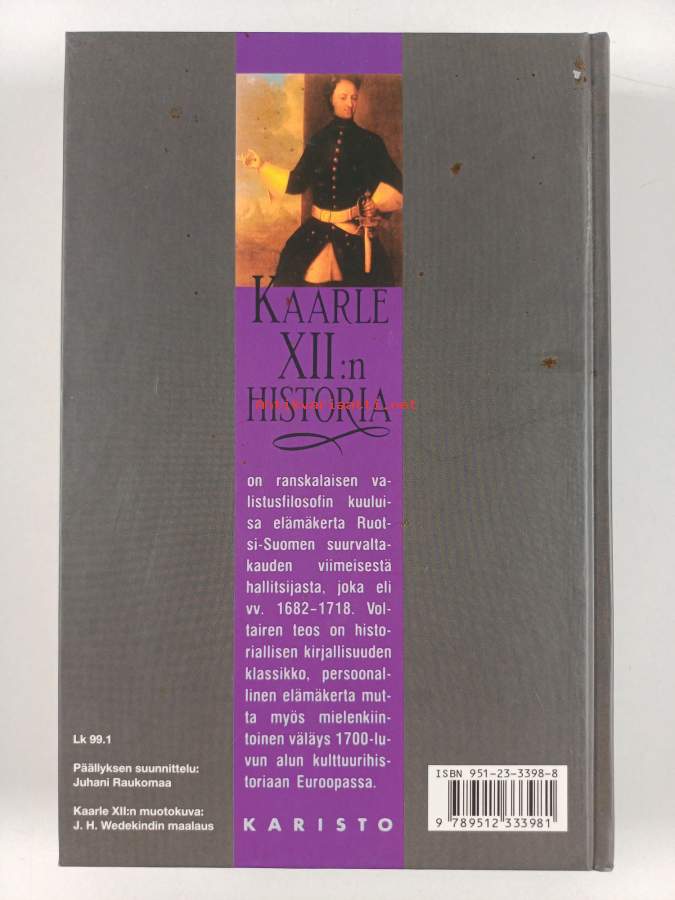 KAARLE
XII:n
HISTORIA
Antikvariaatti.net
on ranskalaisen va-
listusfilosofin kuului-
sa elämäkerta Ruot-
si-Suomen suurvalta-
kauden viimeisestä
hallitsijasta, joka eli
vv. 1682–1718. Vol-
tairen teos on histo-
riallisen kirjallisuuden
klassikko, persoonal-
linen elämäkerta mut-
ta myös mielenkiin-
toinen väläys 1700-lu-
vun alun kulttuurihis-
toriaan Euroopassa.
KARISTO
Lk 99.1
Päällyksen suunnittelu:
Juhani Raukomaa
Kaarle XII:n muotokuva:
J. H. Wedekindin maalaus
ISBN 951-23-3398-8
9 789512 333981